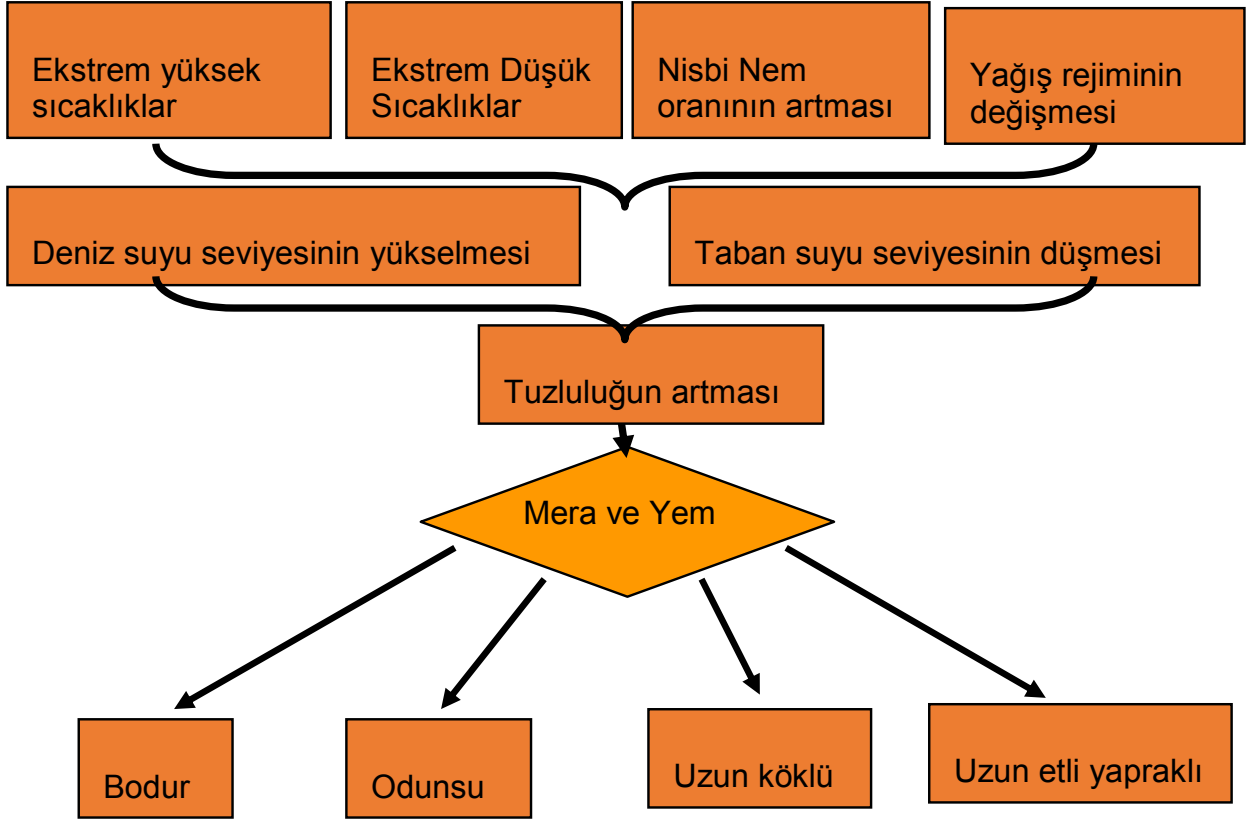 Ekstrem yüksek
sıcaklıklar
Ekstrem Düşük
Sıcaklıklar
Nisbi Nem
oranının artması
Yağış rejiminin
değişmesi
Deniz suyu seviyesinin yükselmesi
Taban suyu seviyesinin düşmesi
Tuzluluğun artması
Mera ve Yem
Bodur
Odunsu
Uzun köklü
Uzun etli yapraklı